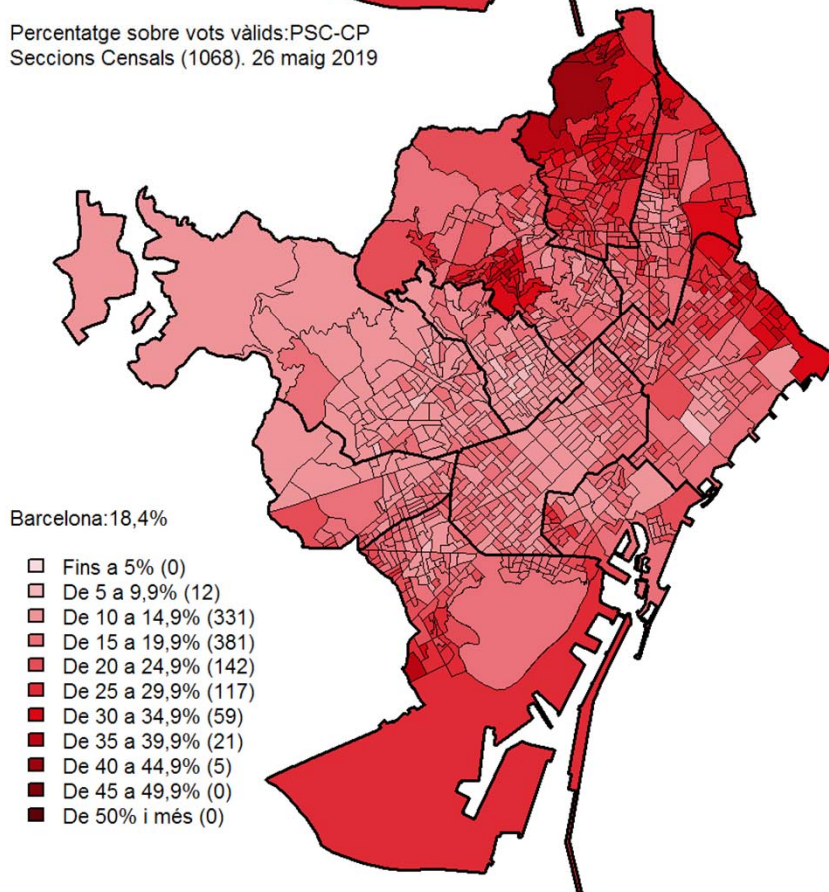 Percentatge sobre vots vàlids:PSC-CP
Seccions Censals (1068). 26 maig 2019
Barcelona:18,4%
Fins a 5% (0)
De 5 a 9,9% (12)
De 10 a 14,9% (331)
De 15 a 19,9% (381)
De 20 a 24,9% (142)
De 25 a 29,9% (117)
De 30 a 34,9% (59)
De 35 a 39,9% (21)
De 40 a 44,9% (5)
De 45 a 49,9% (0)
De 50% i més (0)